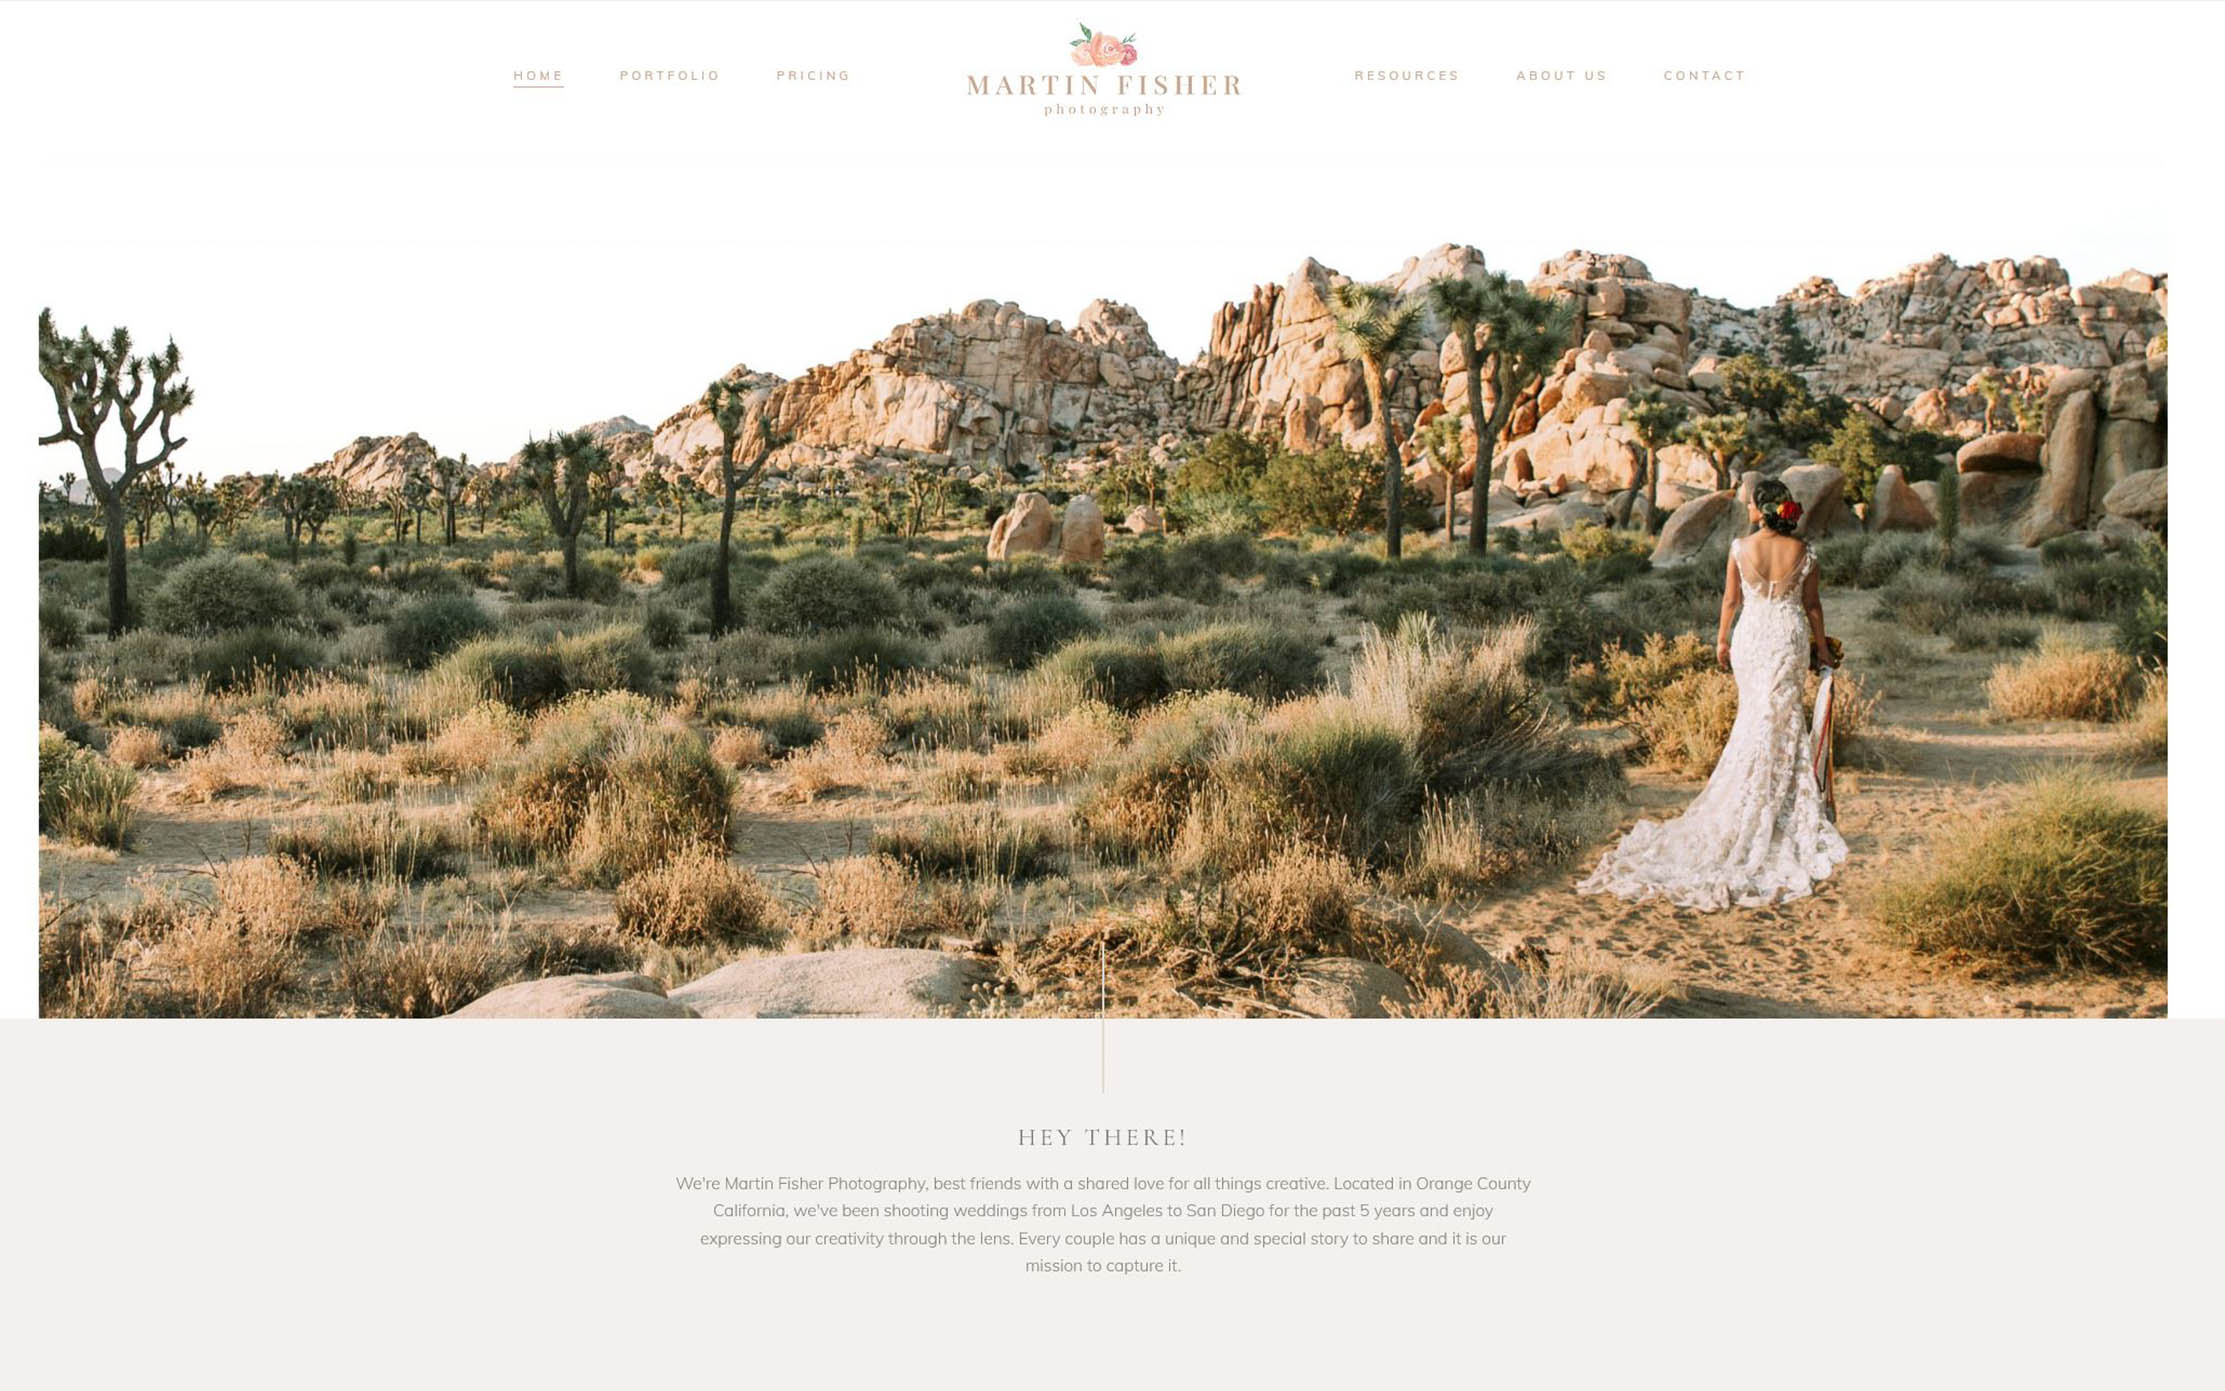 HOME PORTFOLIO PRICING
MARTIN FISHER
photography
RESOURCES ABOUT US CONTACT
HEY THERE!
We're Martin Fisher Photography, best friends with a shared love for all things creative. Located in Orange County
California, we've been shooting weddings from Los Angeles to San Diego for the past 5 years and enjoy
expressing our creativity through the lens. Every couple has a unique and special story to share and it is our
mission to capture it.